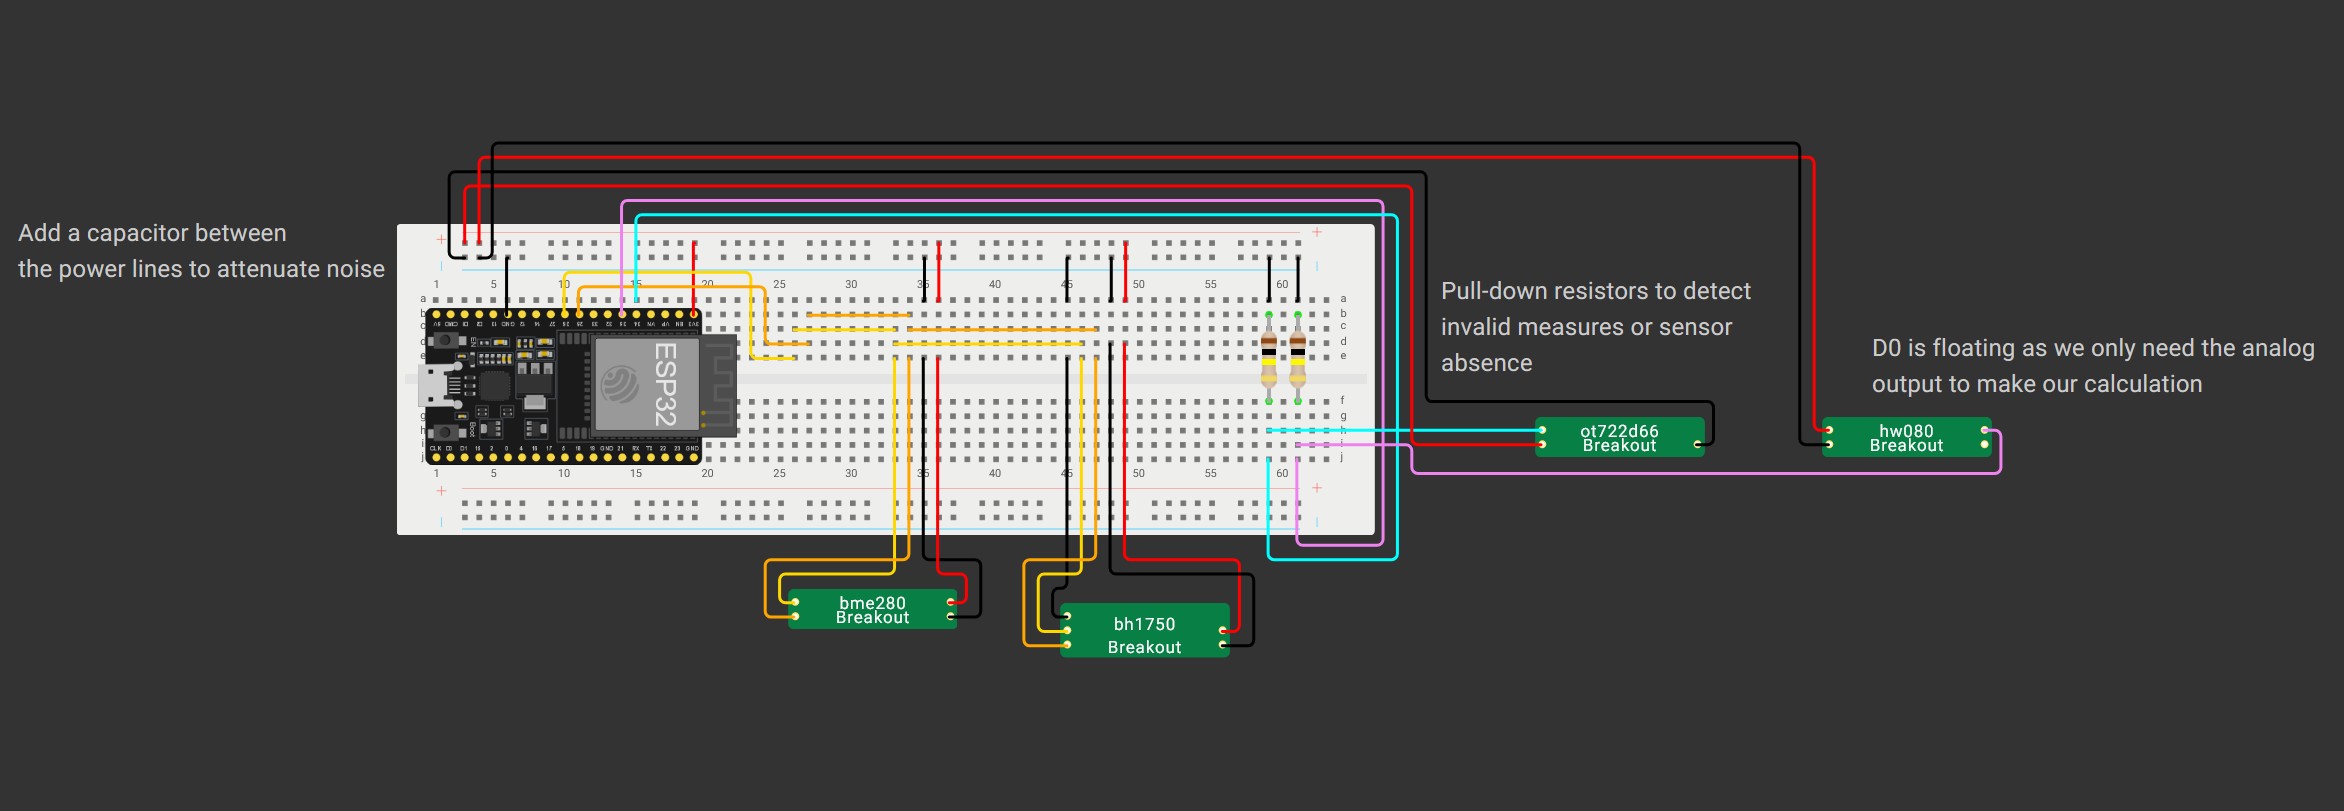 Add a capacitor between
the power lines to attenuate noise
Pull-down resistors to detect
invalid measures or sensor
absence
D0 is floating as we only need the analog
output to make our calculation
1 5 10 15 20 25 30 35 40 45 50 55 60
a a
b b
c c
d d
e e
ESP32
EN
Boot
f
g g
h h
i i
j j
1 5 10 15 20 25 30 35 40 45 50 55 60
ot722d66
Breakout
hw080
Breakout
bme280
Breakout
bh1750
Breakout